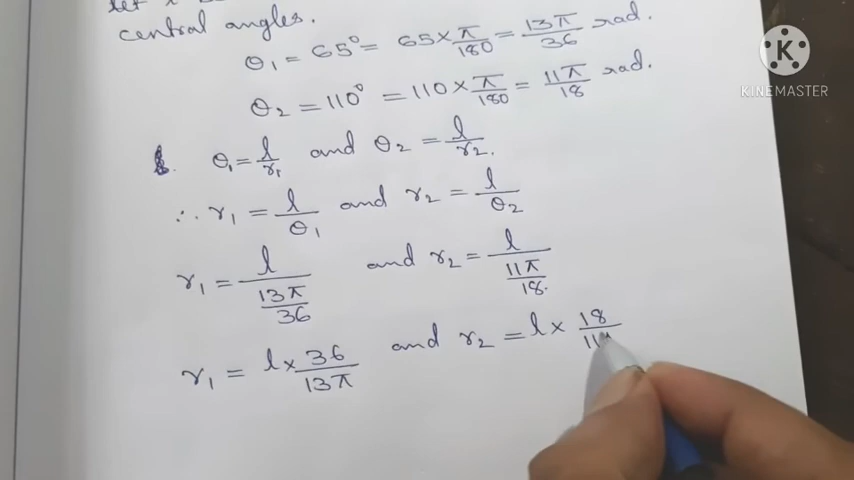 let r
central angles.
θ₁ = 65° = 65 × π/180 = 13π/36 rad.
θ₂ = 110° = 110 × π/180 = 11π/18 rad.
θ₁ = l/r₁ and θ₂ = l/r₂.
∴ r₁ = l/θ₁ and r₂ = l/θ₂
r₁ = l/(13π/36) and r₂ = l/(11π/18).
r₁ = l × 36/13π and r₂ = l × 18/11
K
KINEMASTER